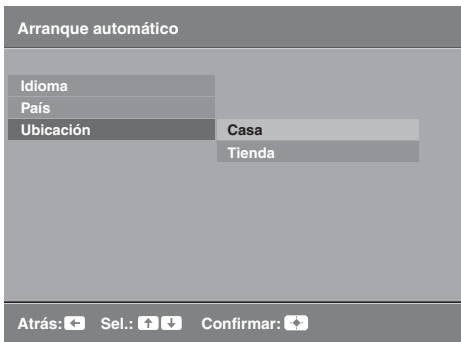 Arranque automático
Idioma
País
Ubicación Casa
Tienda
Atrás: Sel.: Confirmar: